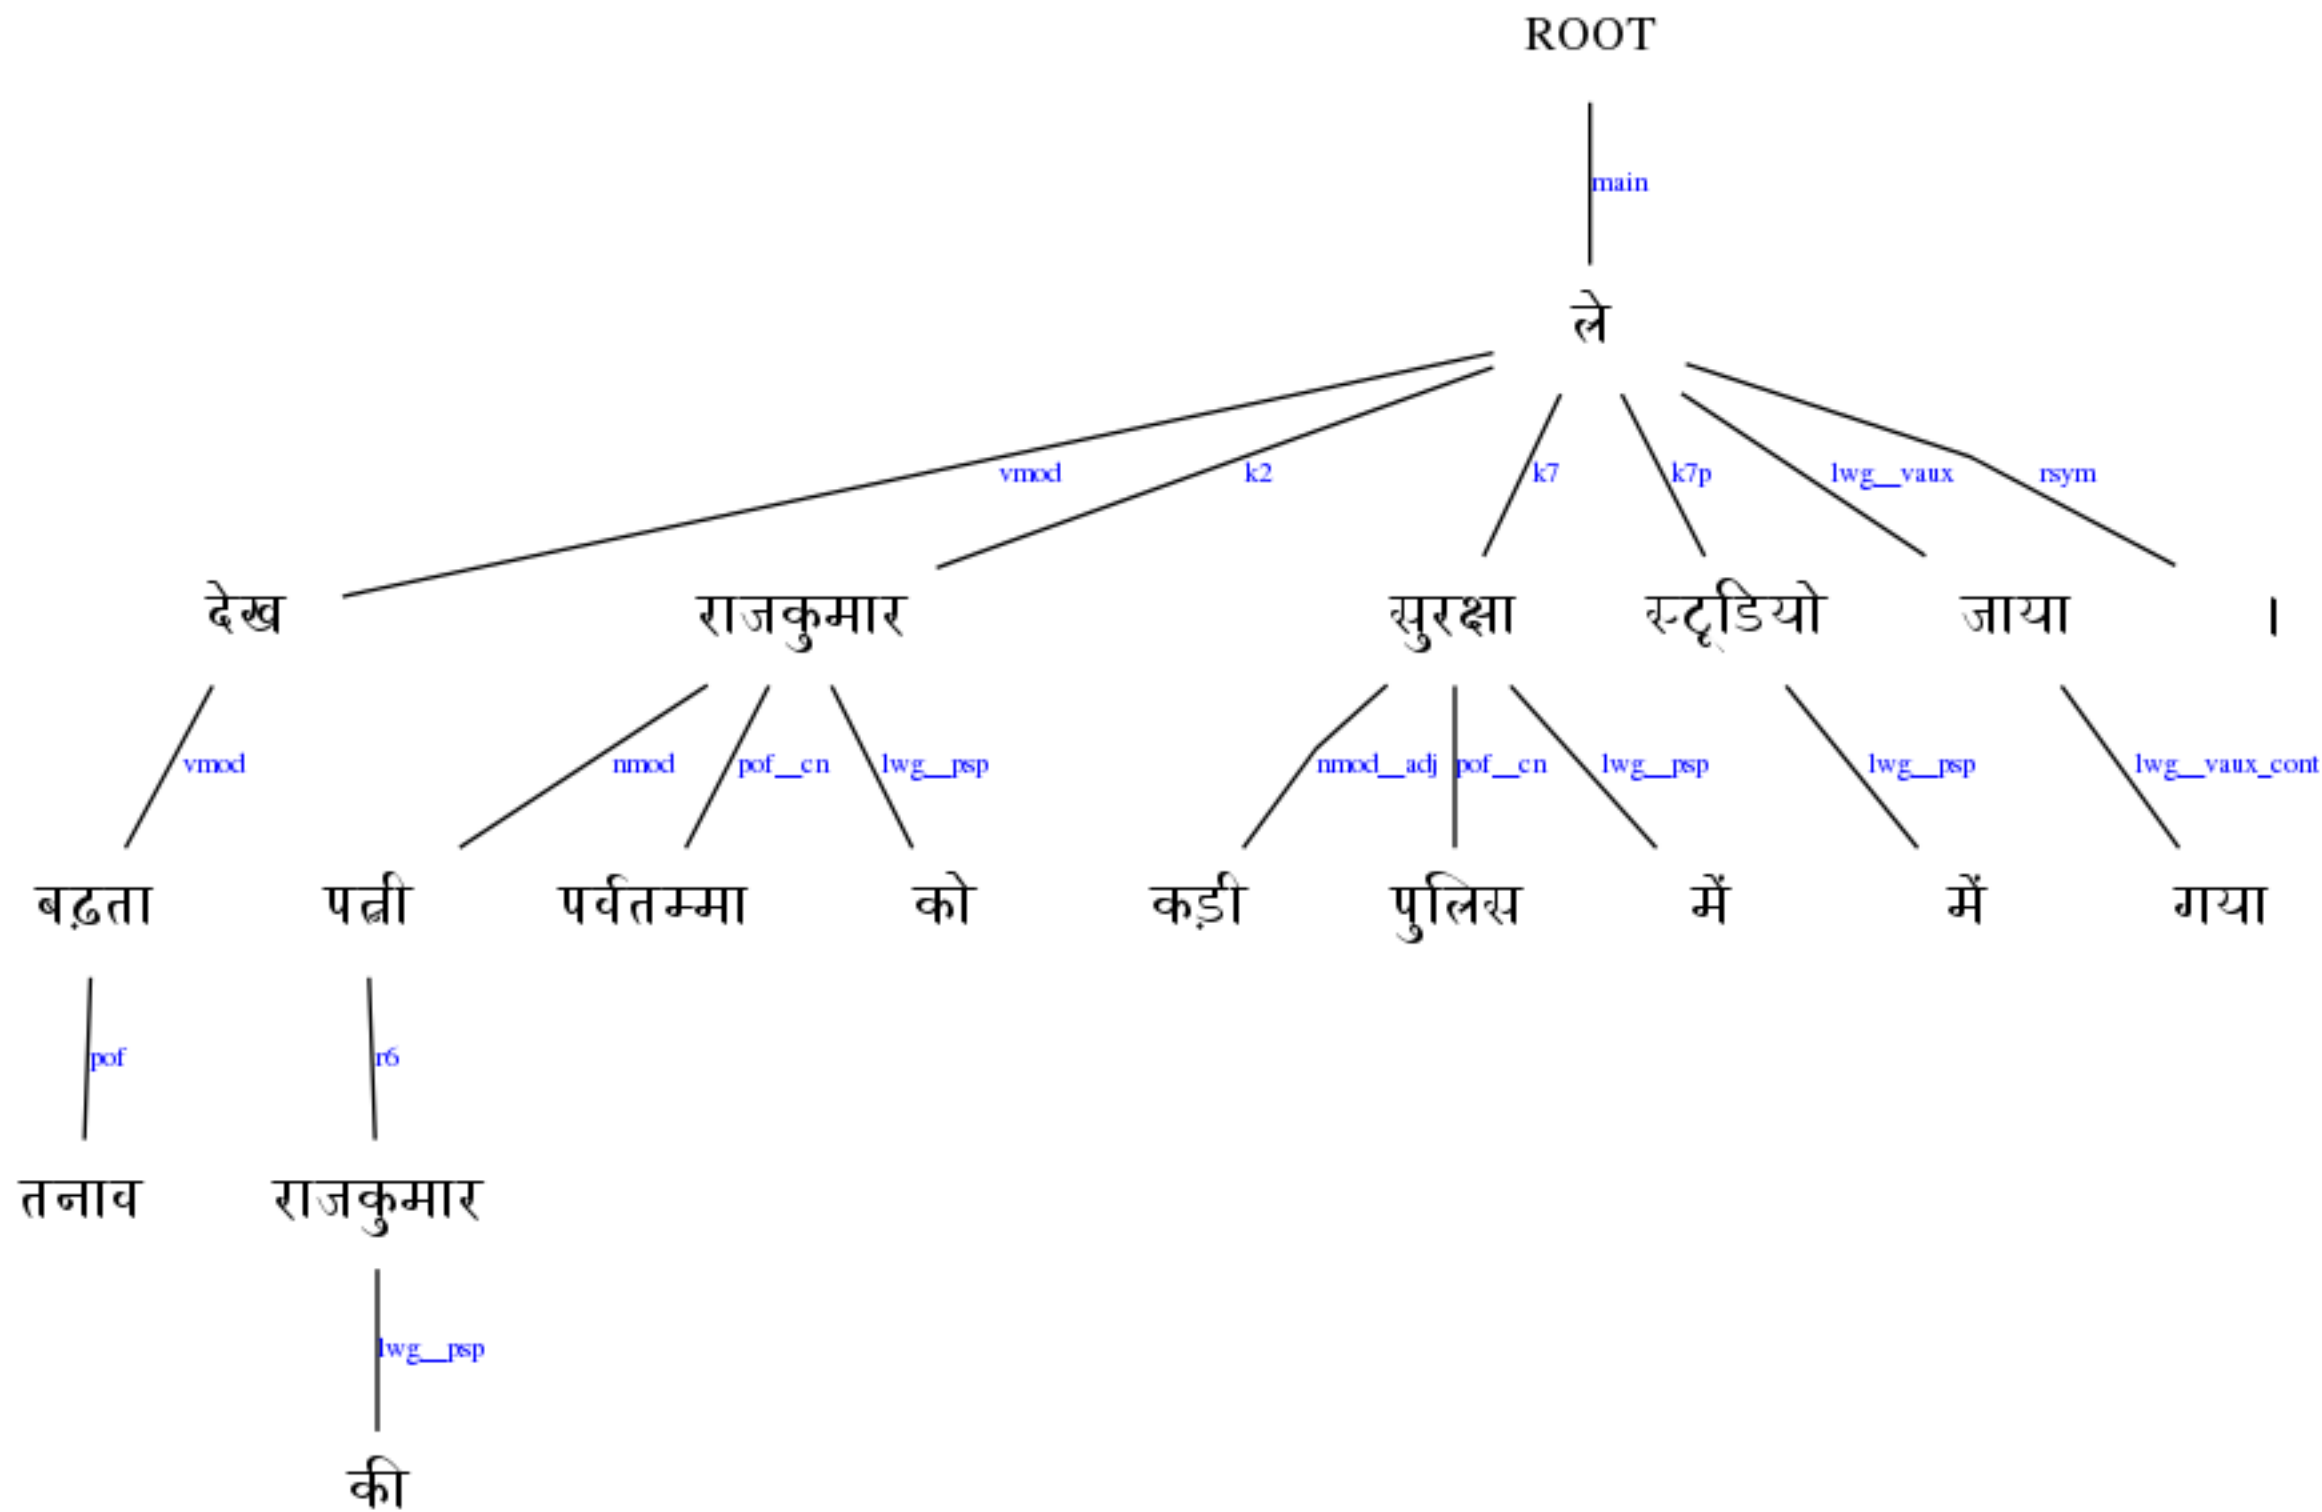 ROOT
main
ले
vmod k2 k7 k7p lwg__vaux rsym
देख राजकुमार सुरक्षा स्टूडियो जाया ।
vmod nmod pof__cn lwg__psp nmod__adj pof__cn lwg__psp lwg__psp lwg__vaux_cont
बढ़ता पत्नी पर्वतम्मा को कड़ी पुलिस में में गया
pof r6
तनाव राजकुमार
lwg__psp
की